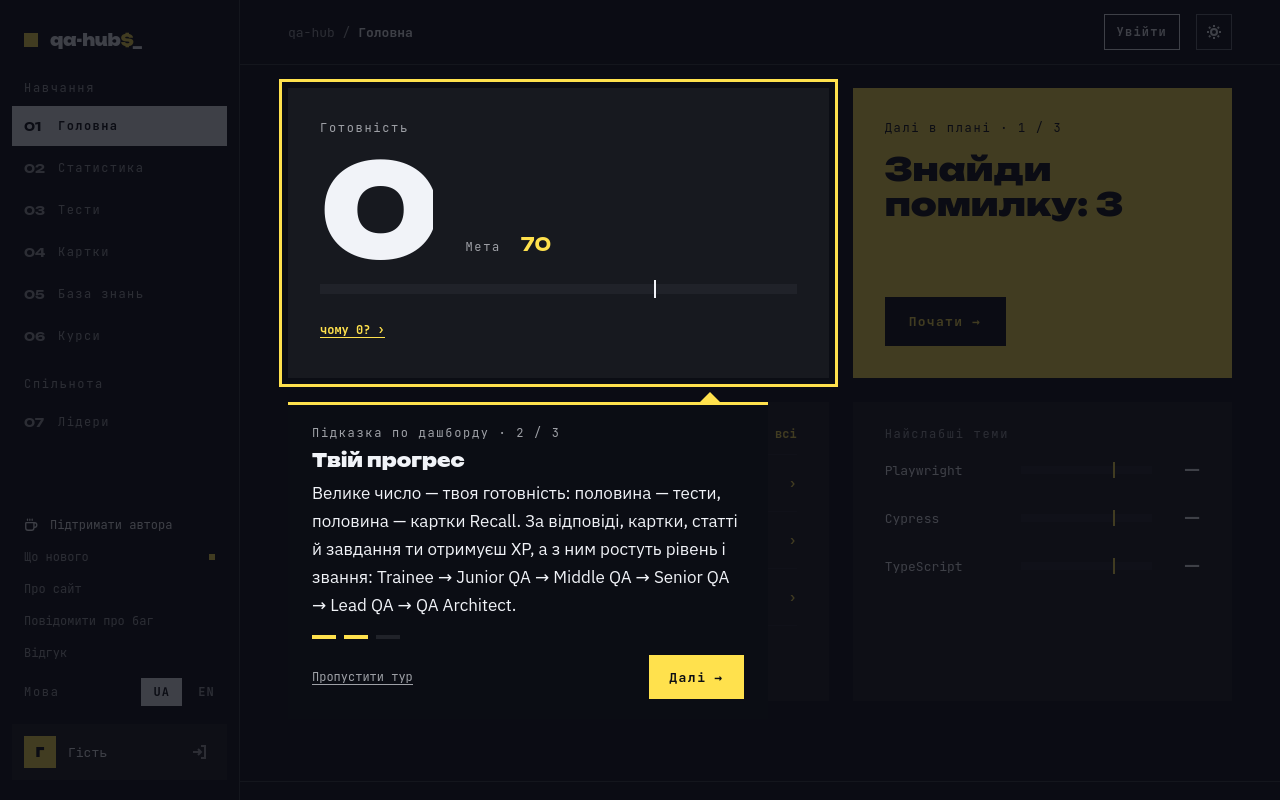 qa·hub$_
Навчання
01 Головна
02 Статистика
03 Тести
04 Картки
05 База знань
06 Курси
Спільнота
07 Лідери
Підтримати автора
Що нового
Про сайт
Повідомити про баг
Відгук
Мова UA EN
Г Гість
qa-hub / Головна
Увійти
Готовність
0 Мета 70
чому 0? ›
Далі в плані · 1 / 3
Знайди
помилку: 3
Почати →
Підказка по дашборду · 2 / 3
Твій прогрес
Велике число — твоя готовність: половина — тести,
половина — картки Recall. За відповіді, картки, статті
й завдання ти отримуєш XP, а з ним ростуть рівень і
звання: Trainee → Junior QA → Middle QA → Senior QA
→ Lead QA → QA Architect.
Пропустити тур
Далі →
всі
›
›
›
Найслабші теми
Playwright —
Cypress —
TypeScript —